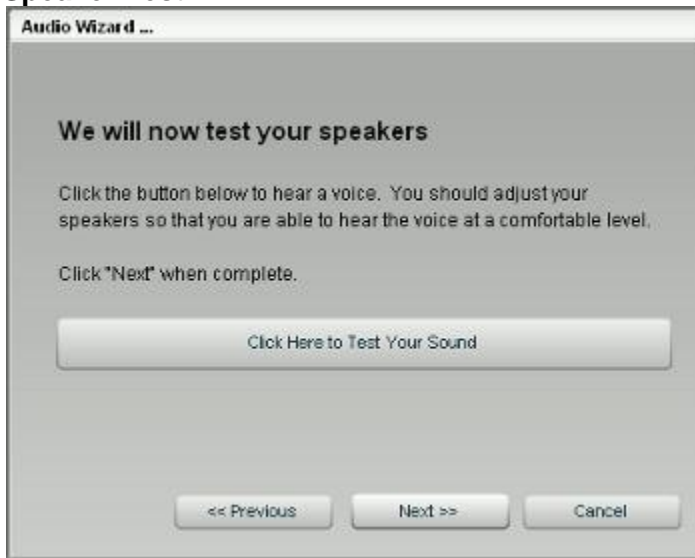 Audio Wizard ...
We will now test your speakers
Click the button below to hear a voice. You should adjust your
speakers so that you are able to hear the voice at a comfortable level.
Click "Next" when complete.
Click Here to Test Your Sound
<< Previous
Next >>
Cancel